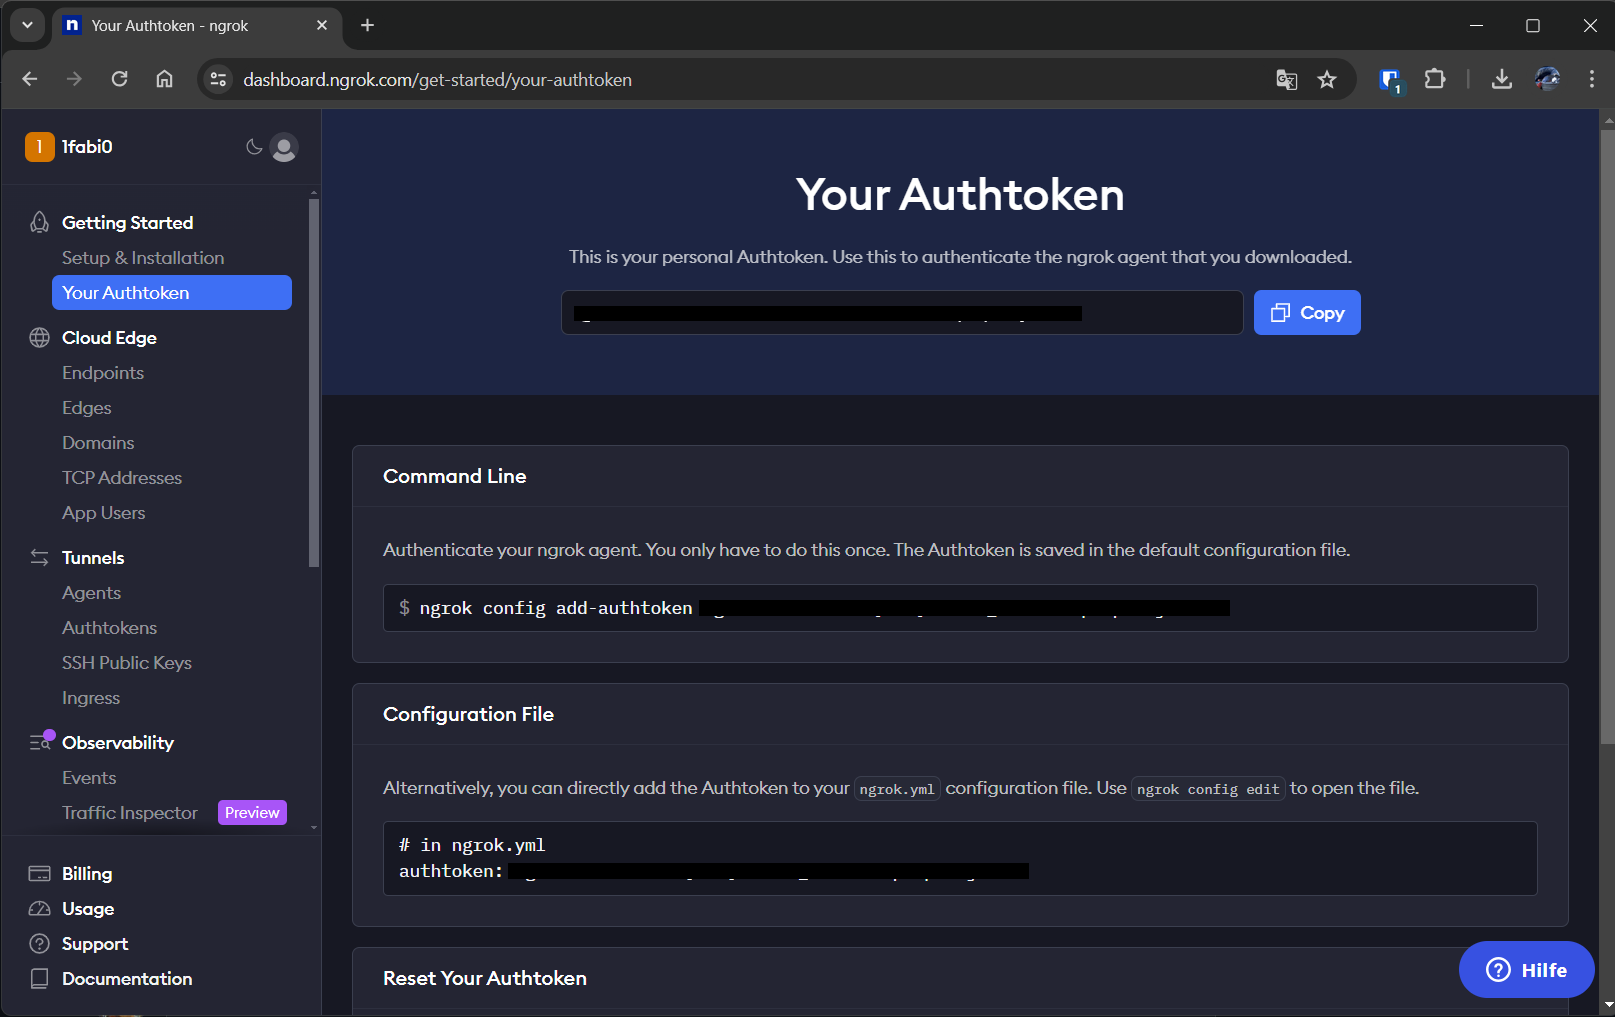 Your Authtoken - ngrok
dashboard.ngrok.com/get-started/your-authtoken
1
1 1fabi0
Getting Started
Setup & Installation
Your Authtoken
Cloud Edge
Endpoints
Edges
Domains
TCP Addresses
App Users
Tunnels
Agents
Authtokens
SSH Public Keys
Ingress
Observability
Events
Traffic Inspector Preview
Billing
Usage
Support
Documentation
Your Authtoken
This is your personal Authtoken. Use this to authenticate the ngrok agent that you downloaded.
Copy
Command Line
Authenticate your ngrok agent. You only have to do this once. The Authtoken is saved in the default configuration file.
$ ngrok config add-authtoken
Configuration File
Alternatively, you can directly add the Authtoken to your ngrok.yml configuration file. Use ngrok config edit to open the file.
# in ngrok.yml
authtoken:
Reset Your Authtoken
Hilfe